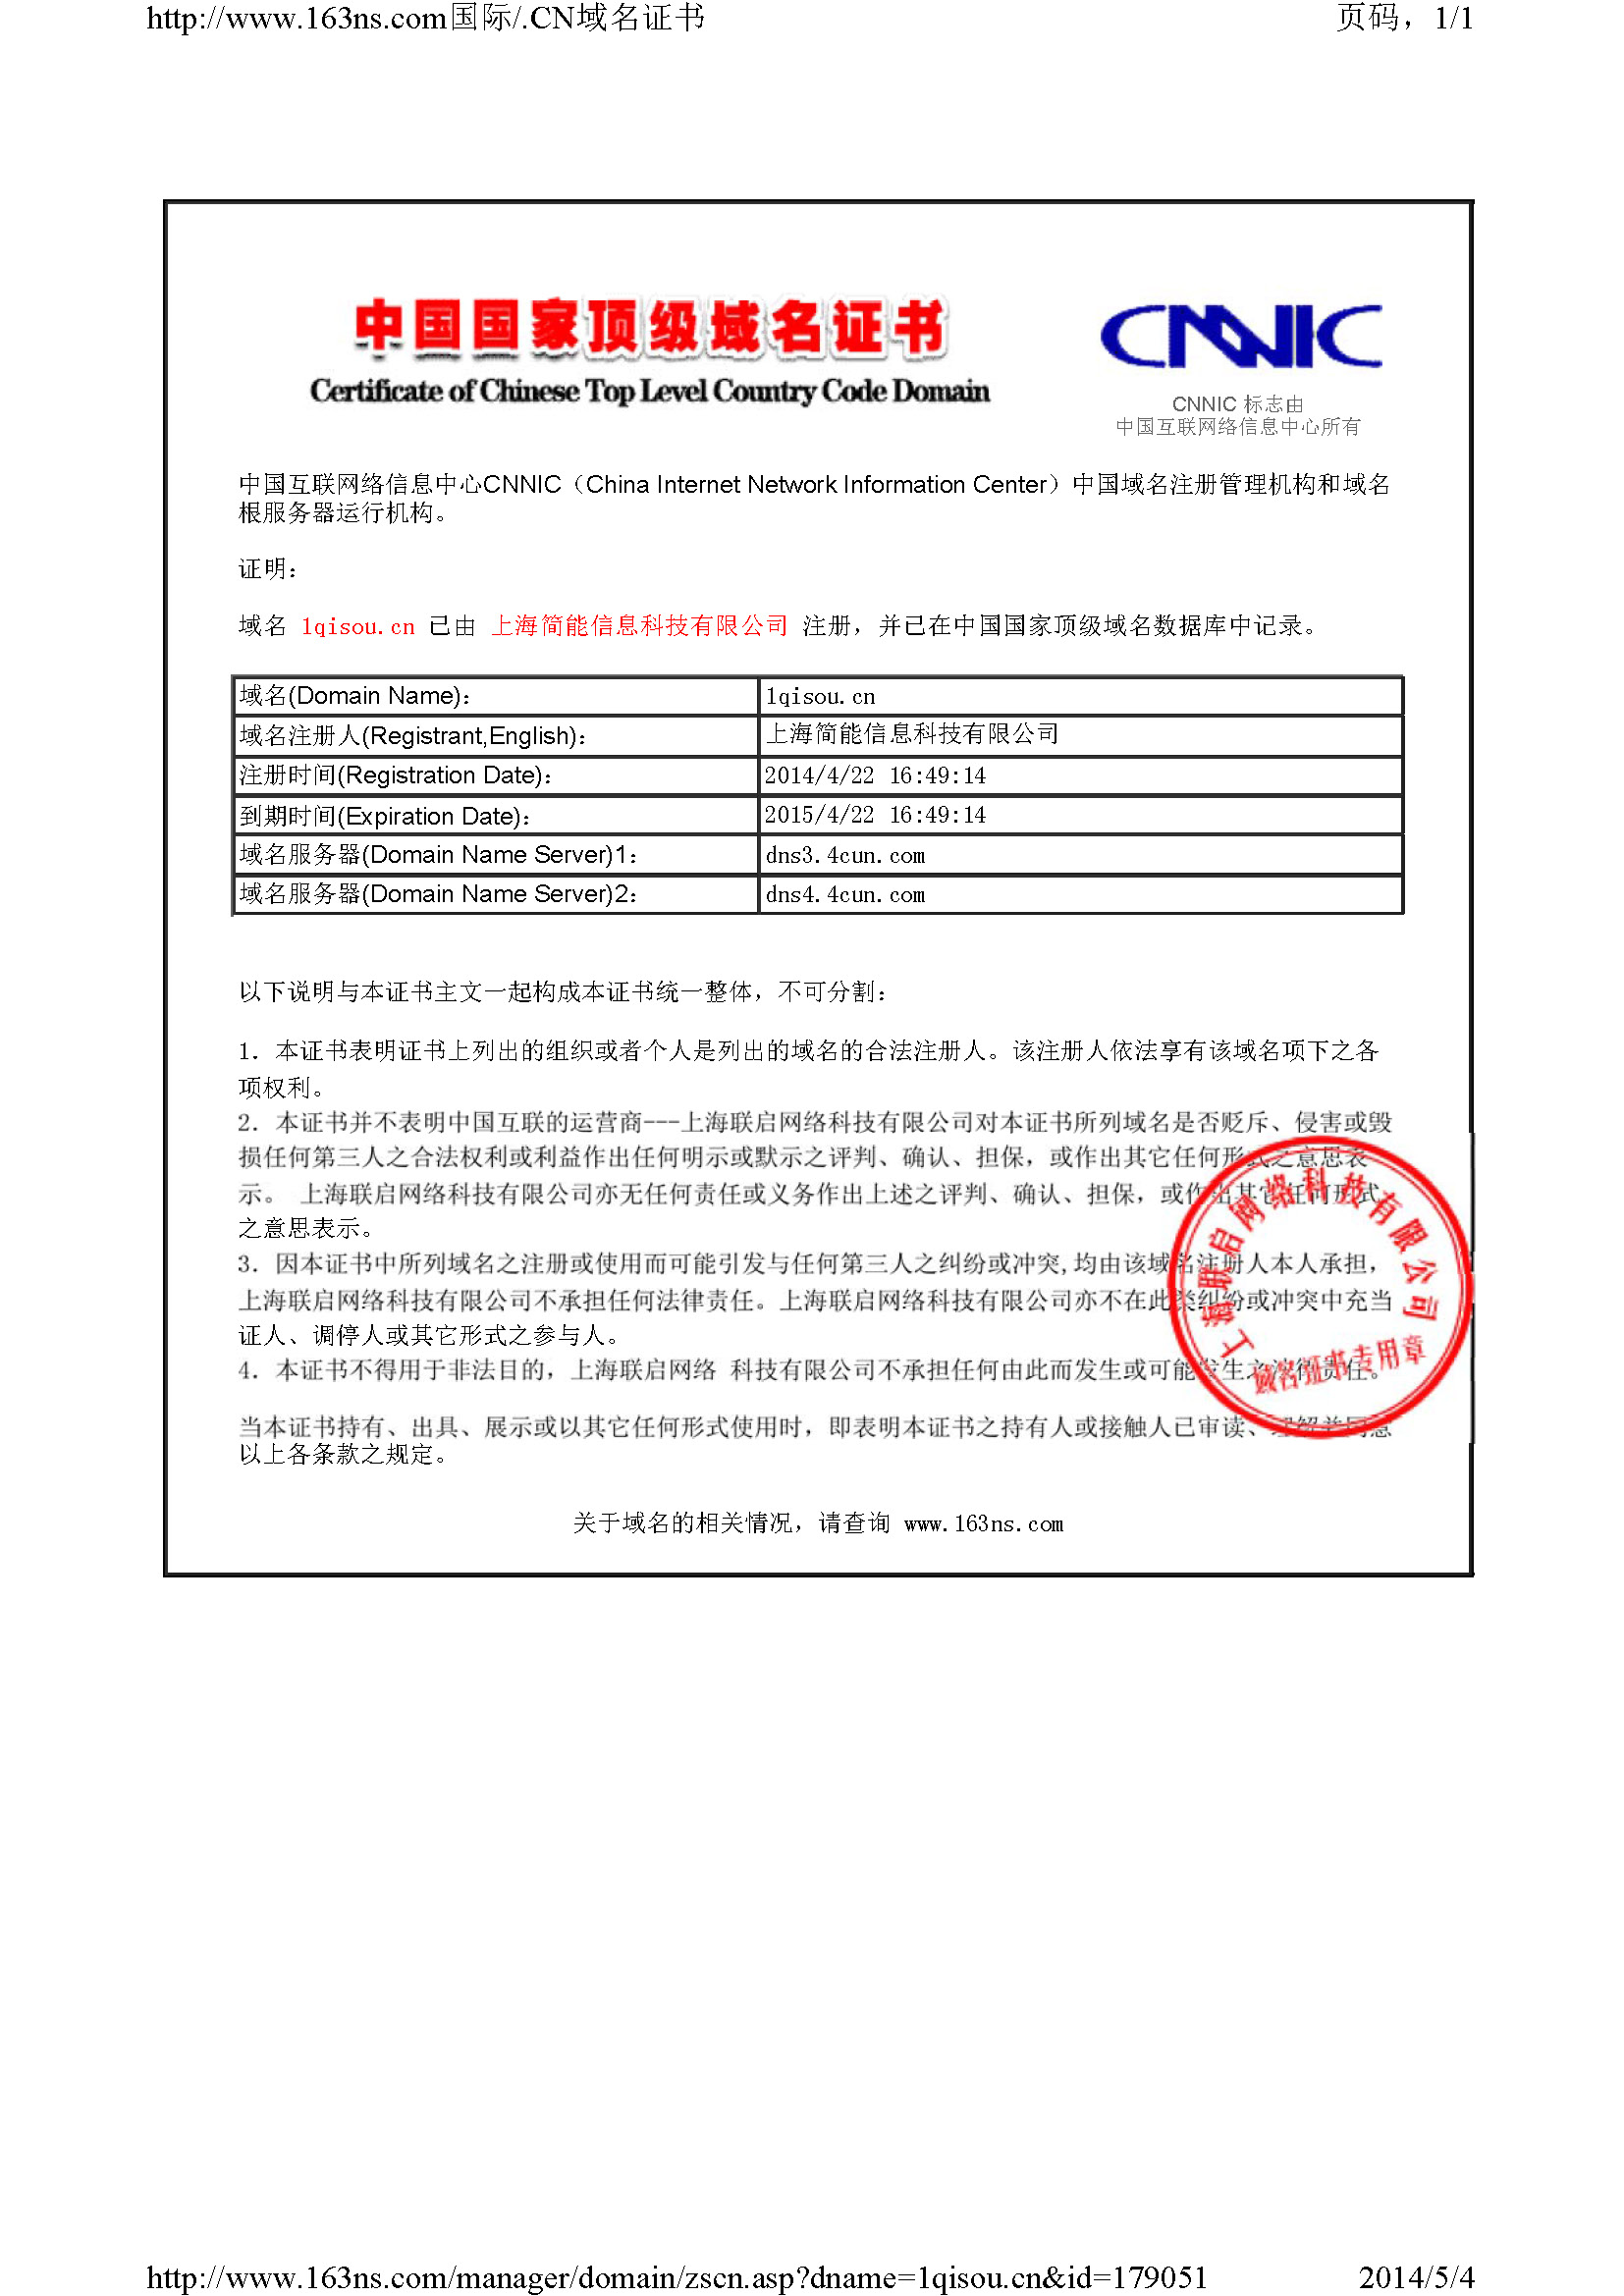 http://www.163ns.com国际/.CN域名证书 页码，1/1
中国国家顶级域名证书
Certificate of Chinese Top Level Country Code Domain
CNNIC
CNNIC 标志由
中国互联网络信息中心所有
中国互联网络信息中心CNNIC（China Internet Network Information Center）中国域名注册管理机构和域名
根服务器运行机构。
证明：
域名 1qisou.cn 已由 上海简能信息科技有限公司 注册，并已在中国国家顶级域名数据库中记录。
域名(Domain Name)： 1qisou.cn
域名注册人(Registrant,English)： 上海简能信息科技有限公司
注册时间(Registration Date)： 2014/4/22 16:49:14
到期时间(Expiration Date)： 2015/4/22 16:49:14
域名服务器(Domain Name Server)1： dns3.4cun.com
域名服务器(Domain Name Server)2： dns4.4cun.com
以下说明与本证书主文一起构成本证书统一整体，不可分割：
1．本证书表明证书上列出的组织或者个人是列出的域名的合法注册人。该注册人依法享有该域名项下之各
项权利。
2．本证书并不表明中国互联的运营商---上海联启网络科技有限公司对本证书所列域名是否贬斥、侵害或毁
损任何第三人之合法权利或利益作出任何明示或默示之评判、确认、担保，或作出其它任何形式之意思表
示。 上海联启网络科技有限公司亦无任何责任或义务作出上述之评判、确认、担保，或作出其它任何形式
之意思表示。
3．因本证书中所列域名之注册或使用而可能引发与任何第三人之纠纷或冲突,均由该域名注册人本人承担，
上海联启网络科技有限公司不承担任何法律责任。上海联启网络科技有限公司亦不在此类纠纷或冲突中充当
证人、调停人或其它形式之参与人。
4．本证书不得用于非法目的，上海联启网络 科技有限公司不承担任何由此而发生或可能发生之法律责任。
当本证书持有、出具、展示或以其它任何形式使用时，即表明本证书之持有人或接触人已审读、理解并同意
以上各条款之规定。
上海联启网络科技有限公司
域名证书专用章
关于域名的相关情况，请查询 www.163ns.com
http://www.163ns.com/manager/domain/zscn.asp?dname=1qisou.cn&id=179051 2014/5/4